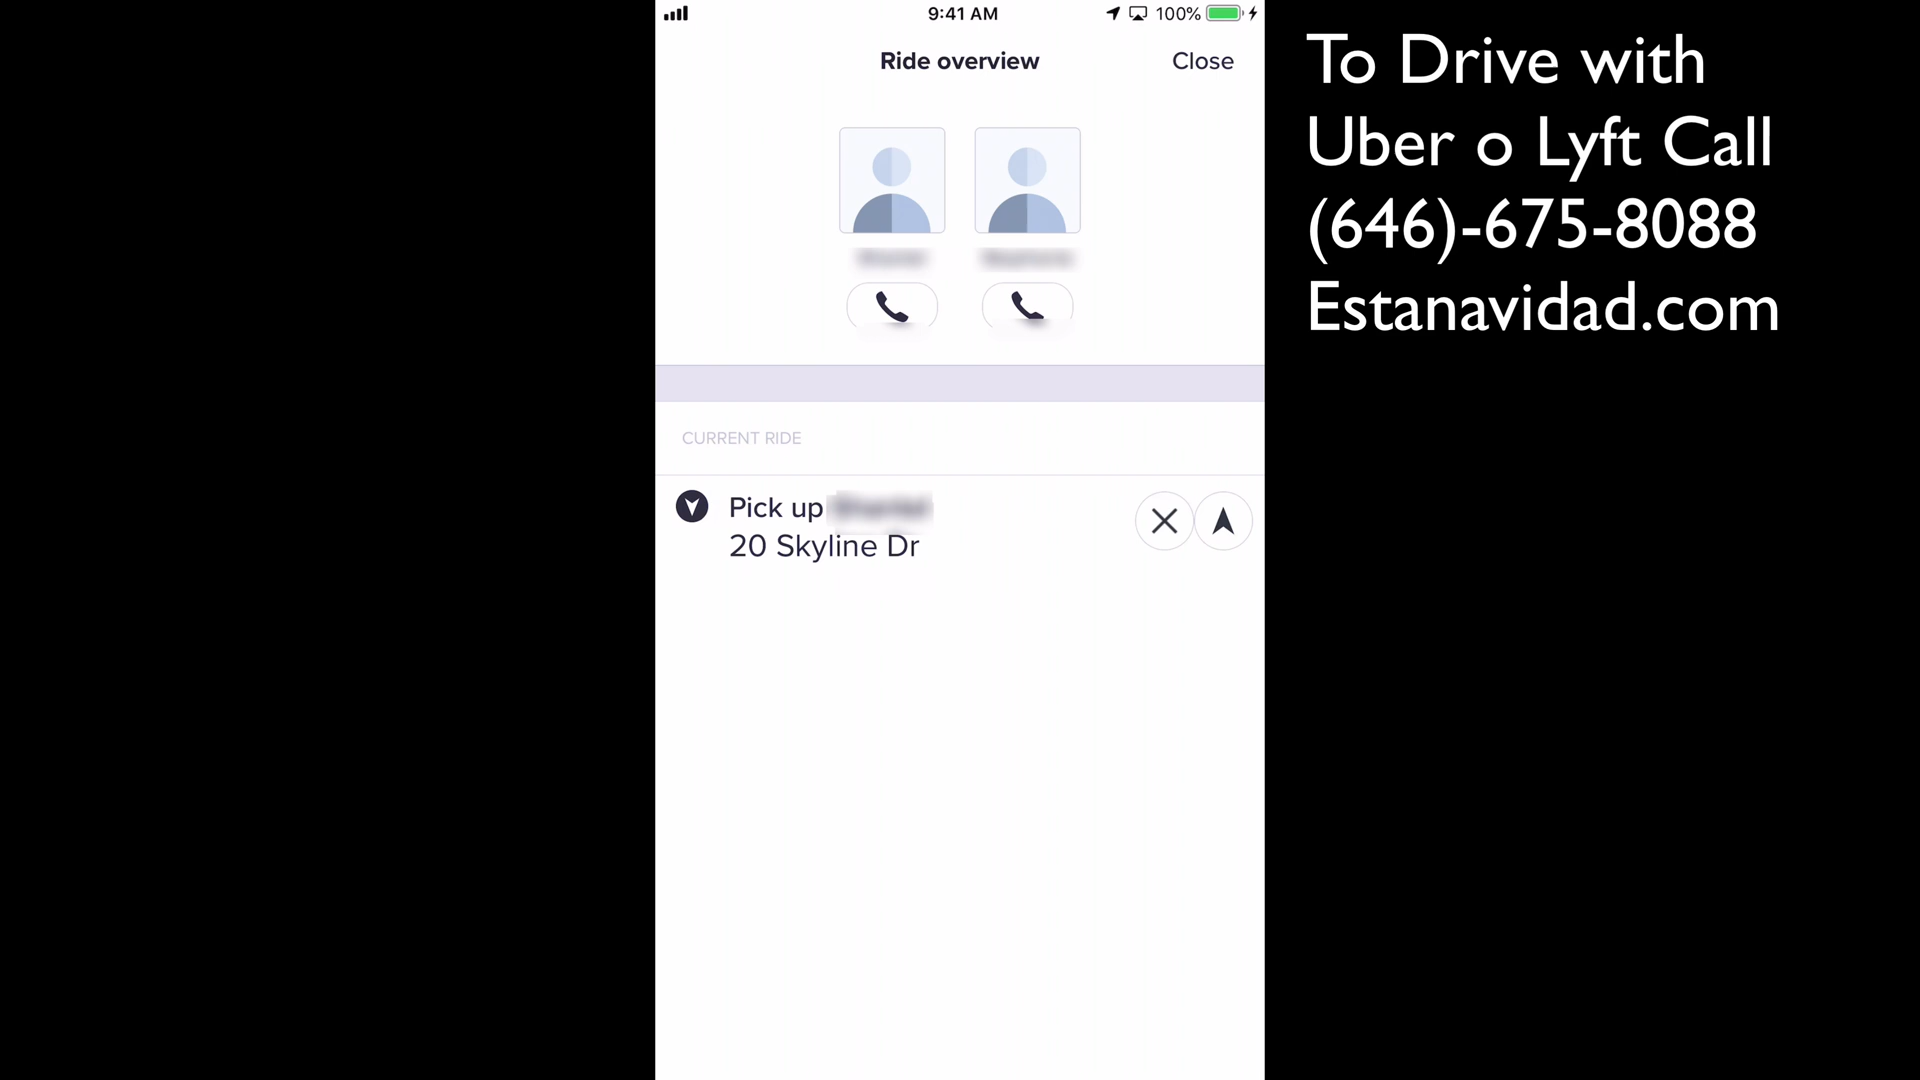 9:41 AM
100%
Ride overview
Close
CURRENT RIDE
Pick up
20 Skyline Dr
To Drive with
Uber o Lyft Call
(646)-675-8088
Estanavidad.com